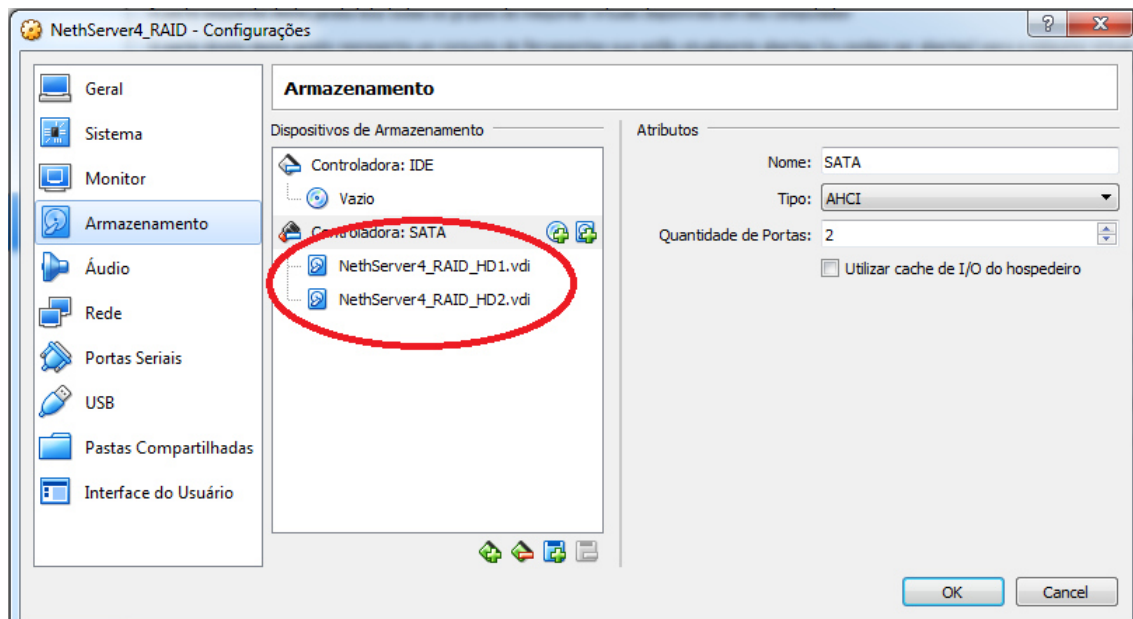 NethServer4_RAID - Configurações
Geral
Sistema
Monitor
Armazenamento
Áudio
Rede
Portas Seriais
USB
Pastas Compartilhadas
Interface do Usuário
Armazenamento
Dispositivos de Armazenamento
Controladora: IDE
Vazio
Controladora: SATA
NethServer4_RAID_HD1.vdi
NethServer4_RAID_HD2.vdi
Atributos
Nome: SATA
Tipo: AHCI
Quantidade de Portas: 2
Utilizar cache de I/O do hospedeiro
OK
Cancel